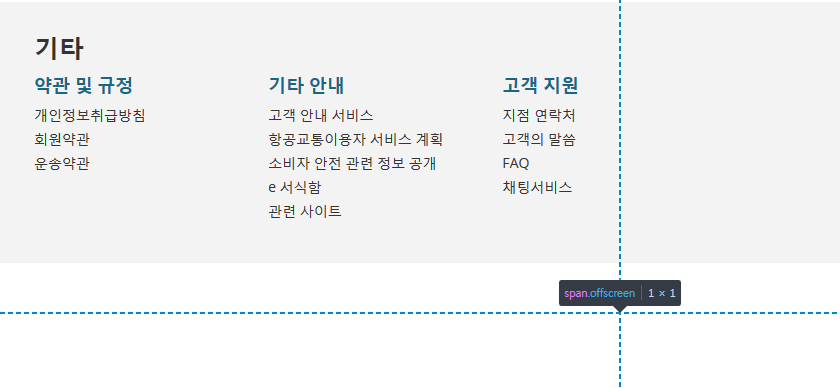 기타
약관 및 규정
개인정보취급방침
회원약관
운송약관
기타 안내
고객 안내 서비스
항공교통이용자 서비스 계획
소비자 안전 관련 정보 공개
e 서식함
관련 사이트
고객 지원
지점 연락처
고객의 말씀
FAQ
채팅서비스
span.offscreen 1 × 1